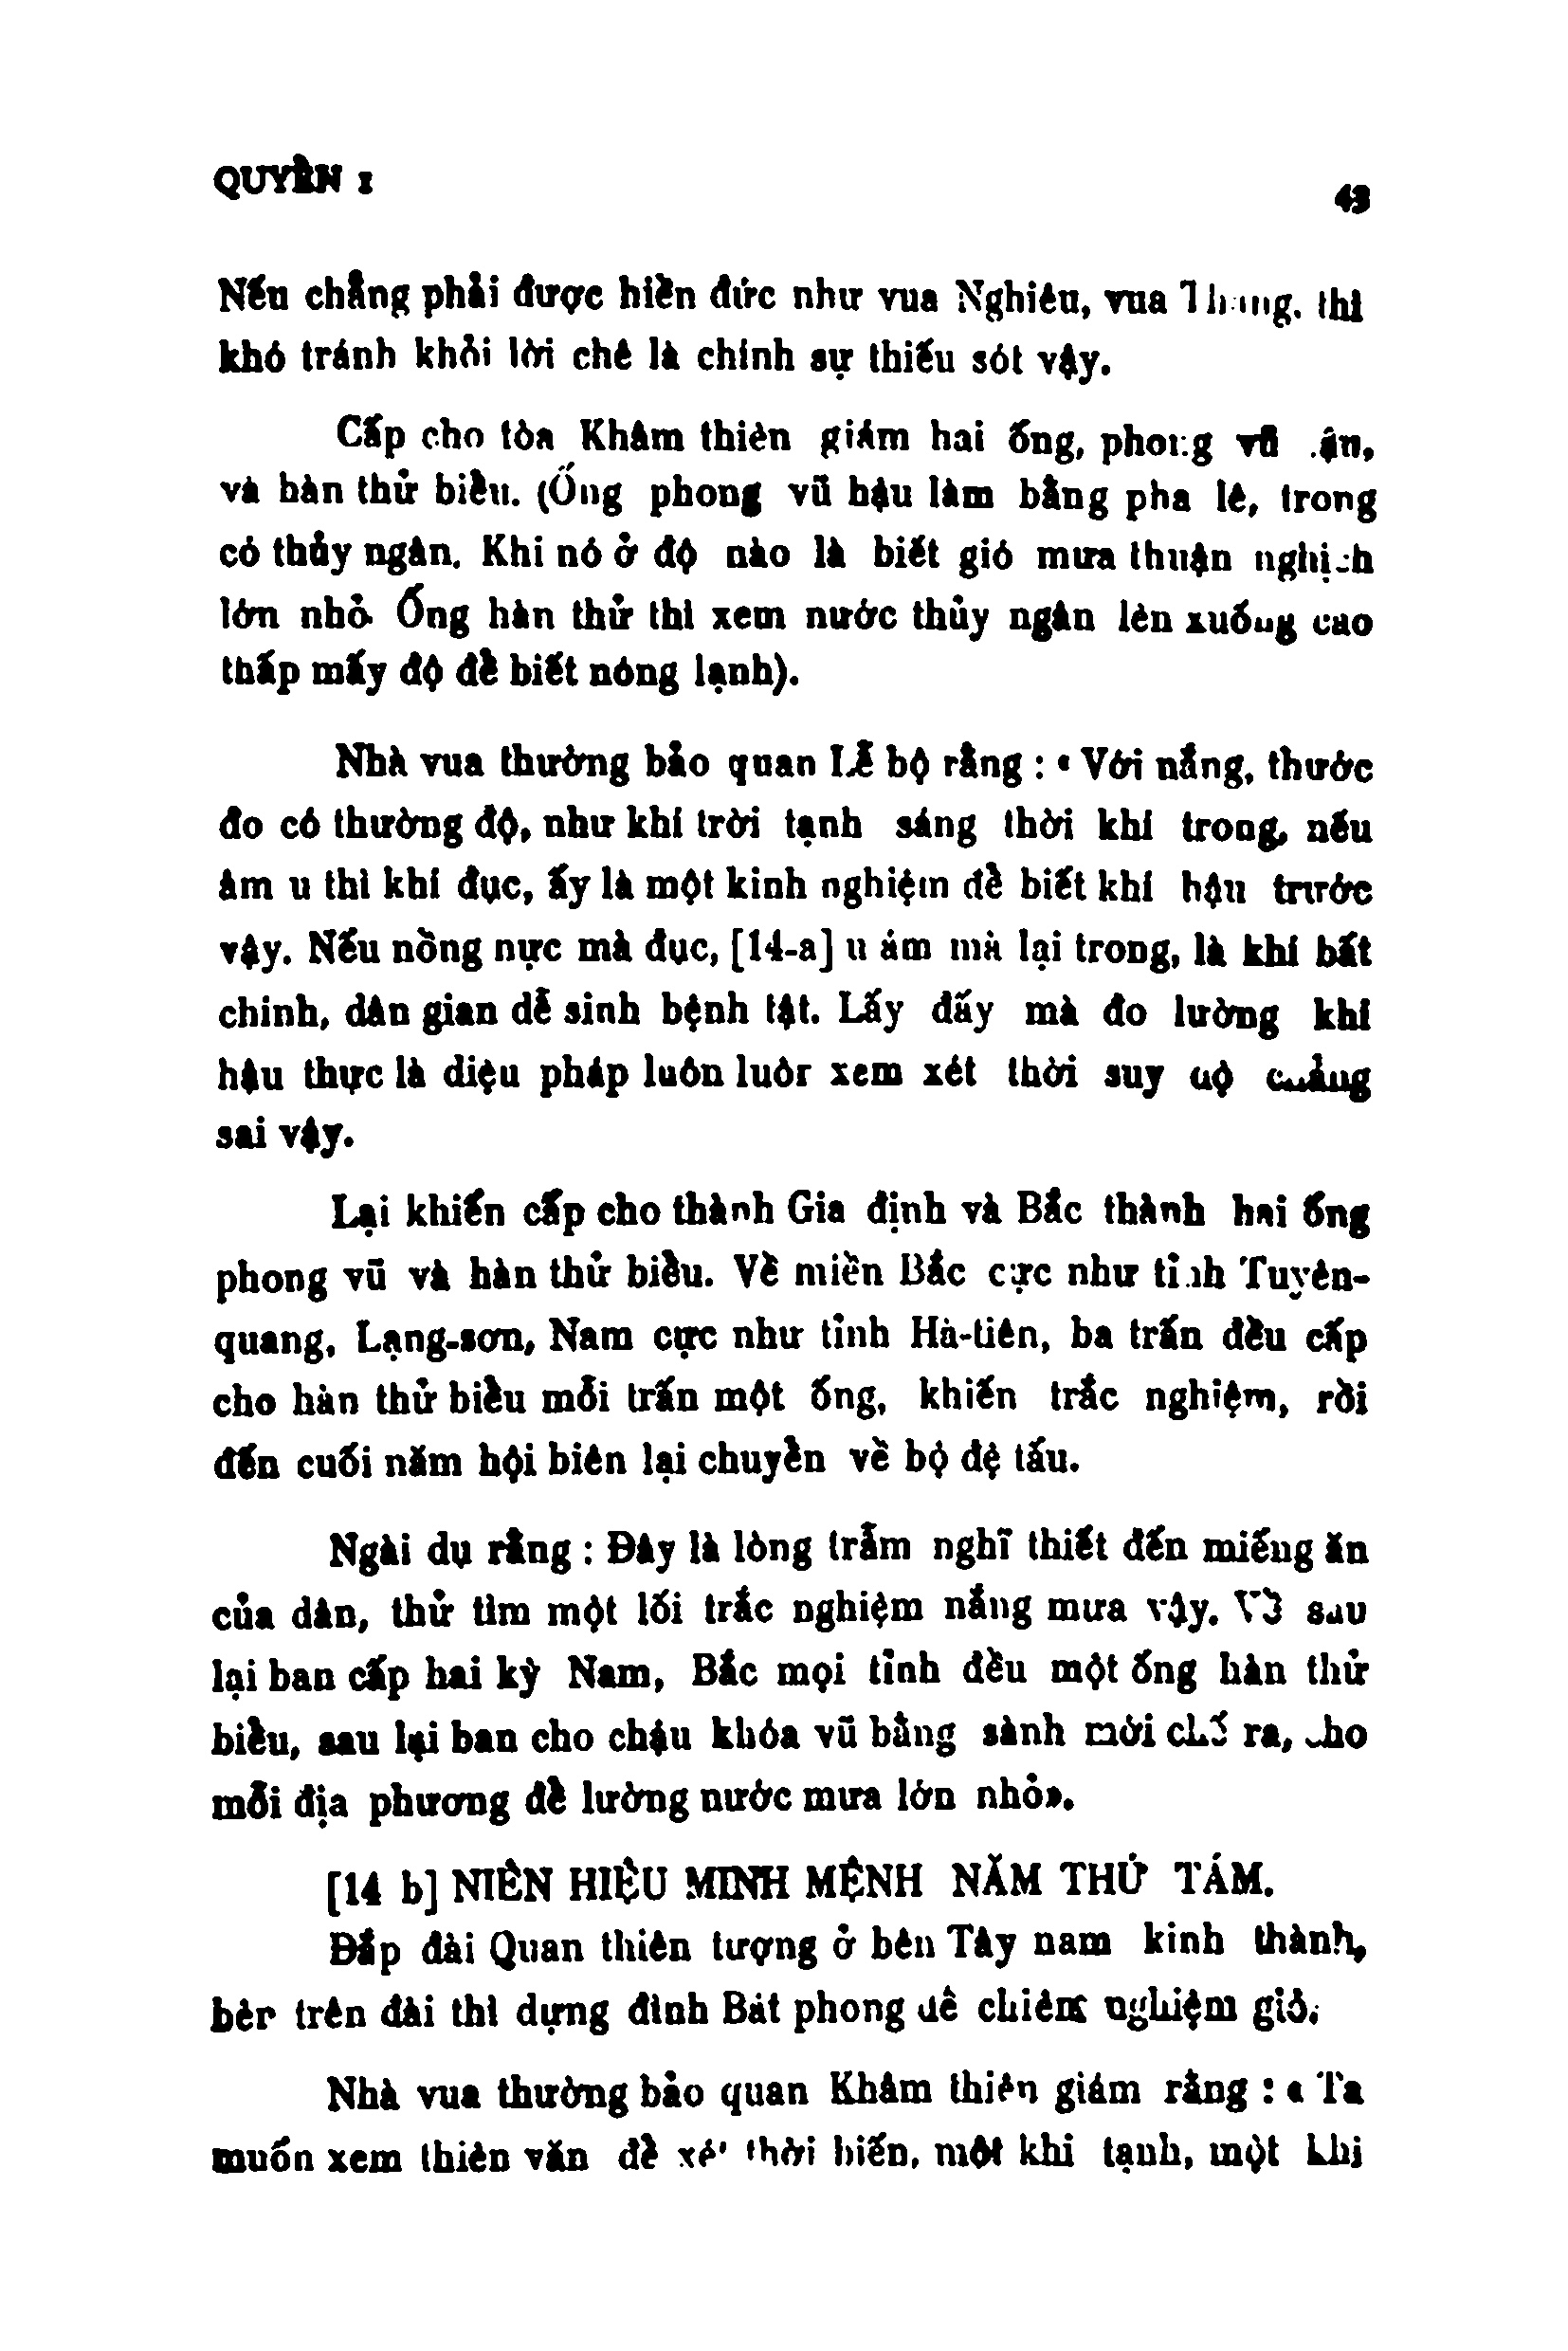 QUYỂN I
43
Nếu chẳng phải được hiền đức như vua Nghiêu, vua Thang, thì
khó tránh khỏi lời chê là chính sự thiếu sót vậy.
Cấp cho tòa Khâm thiên giám hai ống, phong vũ
và hàn thử biểu. (Ống phong vũ hậu làm bằng pha lê, trong
có thủy ngân. Khi nó ở độ nào là biết gió mưa thuận nghịch
lớn nhỏ. Ống hàn thử thì xem nước thủy ngân lên xuống cao
thấp mấy độ để biết nóng lạnh).
Nhà vua thường bảo quan Lễ bộ rằng : « Với nắng, thước
đo có thường độ, như khí trời tạnh sáng thời khí trong, nếu
âm u thì khí đục, ấy là một kinh nghiệm để biết khí hậu trước
vậy. Nếu nồng nực mà đục, [14-a] u ám mà lại trong, là khí bất
chinh, dân gian dễ sinh bệnh tật. Lấy đấy mà đo lường khí
hậu thực là diệu pháp luôn luôn xem xét thời suy độ chẳng
sai vậy.
Lại khiến cấp cho thành Gia định và Bắc thành hai ống
phong vũ và hàn thử biểu. Về miền Bắc cực như tỉnh Tuyên-
quang, Lạng-sơn, Nam cực như tỉnh Hà-tiên, ba trấn đều cấp
cho hàn thử biểu mỗi trấn một ống, khiến trắc nghiệm, rồi
đến cuối năm hội biên lại chuyển về bộ đệ tấu.
Ngài dụ rằng : Đây là lòng trẫm nghĩ thiết đến miếng ăn
của dân, thử tìm một lối trắc nghiệm nắng mưa vậy. Về sau
lại ban cấp hai kỳ Nam, Bắc mọi tỉnh đều một ống hàn thử
biểu, sau lại ban cho chậu khóa vũ bằng sành mới chế ra, cho
mỗi địa phương để lường nước mưa lớn nhỏ».
[14 b] NIÊN HIỆU MINH MỆNH NĂM THỨ TÁM.
Đắp đài Quan thiên tượng ở bên Tây nam kinh thành,
bên trên đài thì dựng đình Bát phong để chiêm nghiệm gió.
Nhà vua thường bảo quan Khâm thiên giám rằng : « Ta
muốn xem thiên văn để xét thời biến, một khi tạnh, một khi